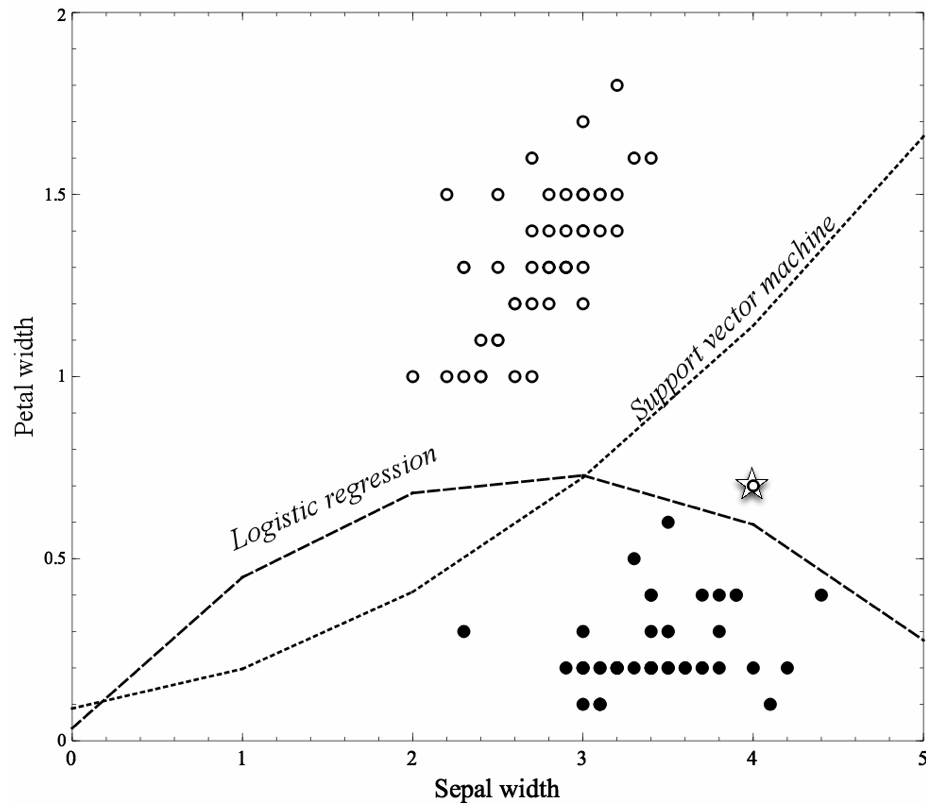 2
1.5
1
0.5
0
Petal width
Logistic regression
Support vector machine
0 1 2 3 4 5
Sepal width